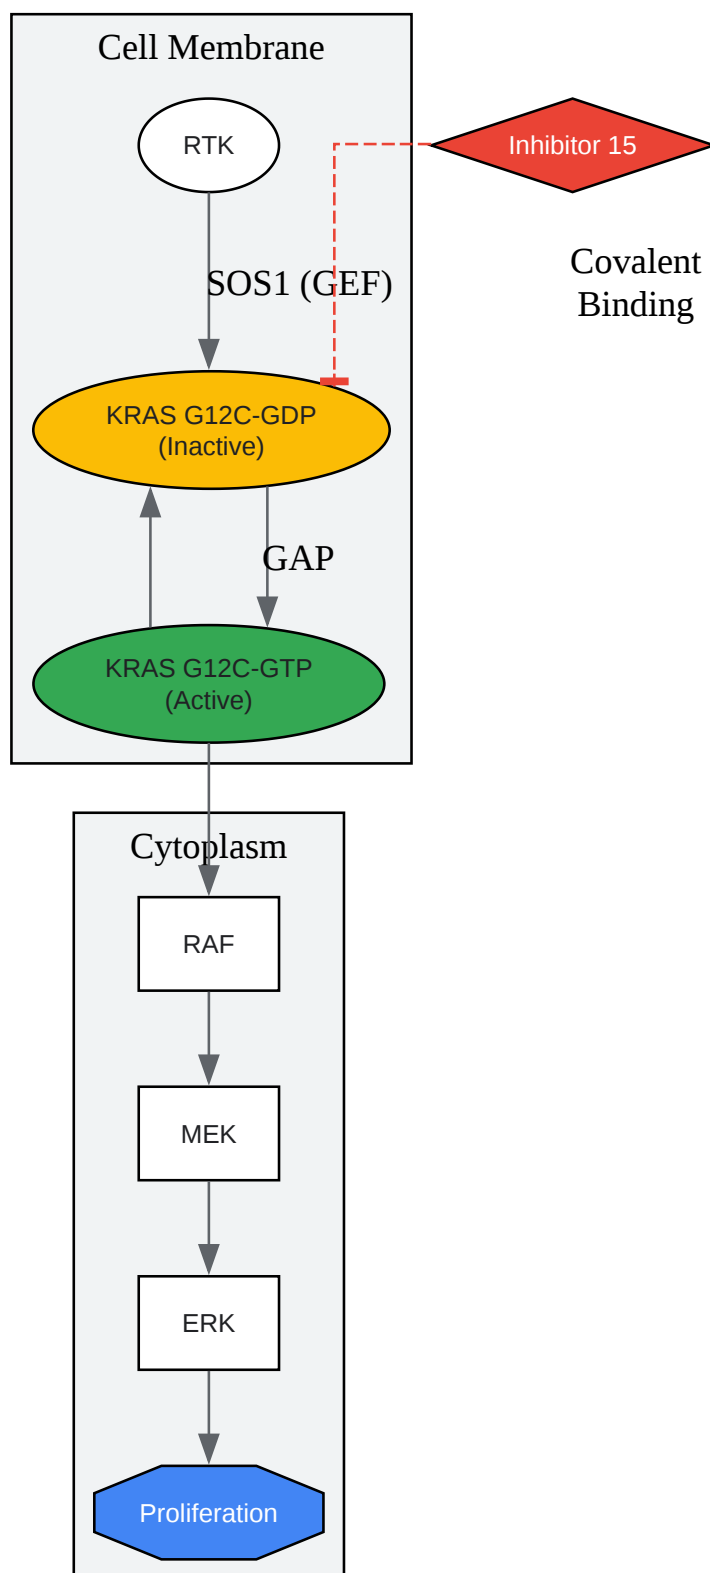 Cell Membrane
RTK
Inhibitor 15
SOS1 (GEF)
Covalent
Binding
KRAS G12C-GDP
(Inactive)
GAP
KRAS G12C-GTP
(Active)
Cytoplasm
RAF
MEK
ERK
Proliferation